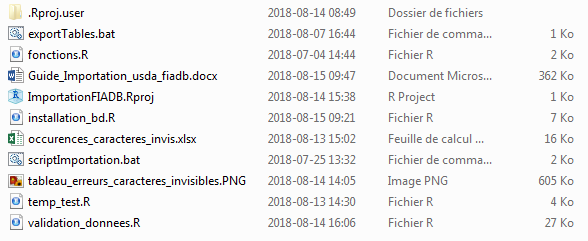 .Rproj.user 2018-08-14 08:49 Dossier de fichiers
exportTables.bat 2018-08-07 16:44 Fichier de comma... 1 Ko
fonctions.R 2018-07-04 14:44 Fichier R 2 Ko
Guide_Importation_usda_fiadb.docx 2018-08-15 09:47 Document Micros... 362 Ko
ImportationFIADB.Rproj 2018-08-14 15:38 R Project 1 Ko
installation_bd.R 2018-08-15 09:21 Fichier R 7 Ko
occurences_caracteres_invis.xlsx 2018-08-13 15:02 Feuille de calcul ... 16 Ko
scriptImportation.bat 2018-07-25 13:32 Fichier de comma... 2 Ko
tableau_erreurs_caracteres_invisibles.PNG 2018-08-14 14:05 Image PNG 605 Ko
temp_test.R 2018-08-13 14:30 Fichier R 4 Ko
validation_donnees.R 2018-08-14 16:06 Fichier R 27 Ko